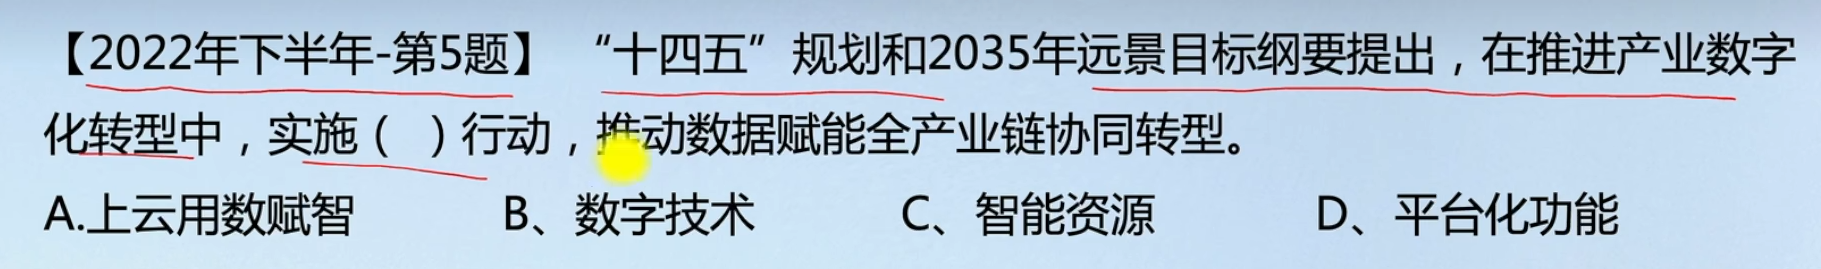 【2022年下半年-第5题】 “十四五”规划和2035年远景目标纲要提出，在推进产业数字
化转型中，实施（ ）行动，推动数据赋能全产业链协同转型。
A.上云用数赋智 B、数字技术 C、智能资源 D、平台化功能